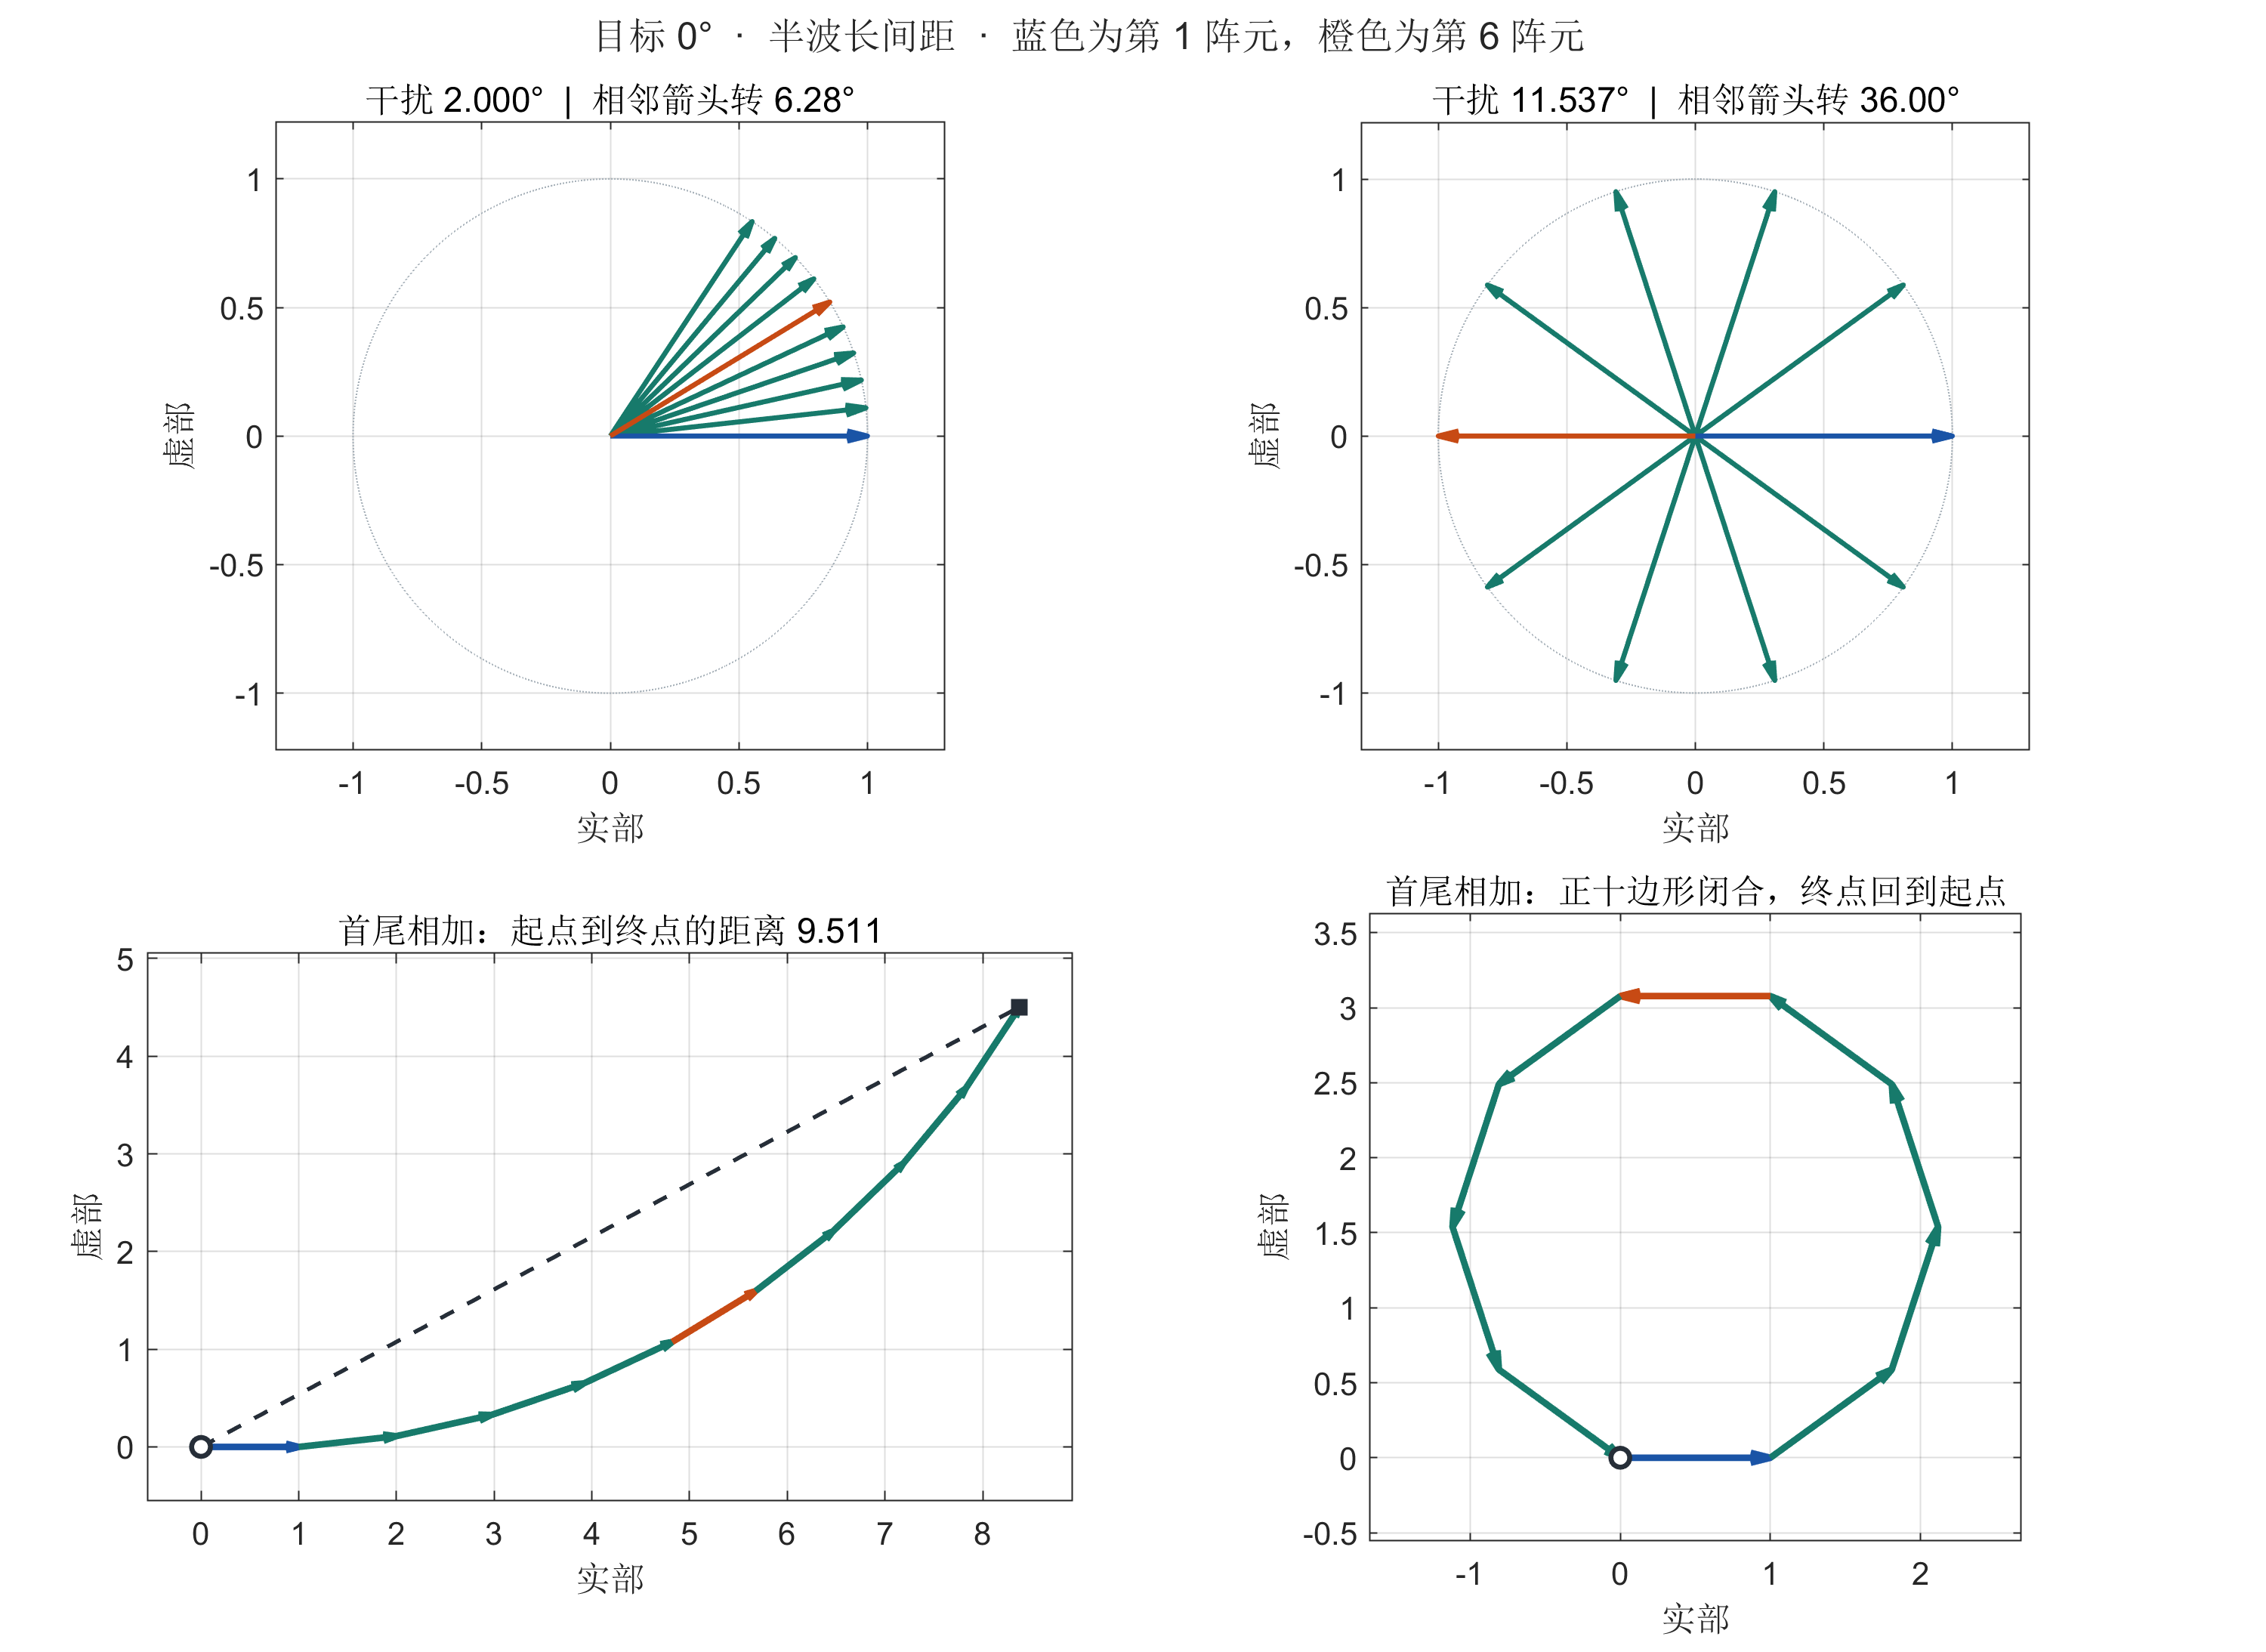 目标 0° · 半波长间距 · 蓝色为第 1 阵元，橙色为第 6 阵元
干扰 2.000° | 相邻箭头转 6.28°
1
0.5
0
-0.5
-1
虚部
-1 -0.5 0 0.5 1
实部
干扰 11.537° | 相邻箭头转 36.00°
1
0.5
0
-0.5
-1
虚部
-1 -0.5 0 0.5 1
实部
首尾相加：起点到终点的距离 9.511
5
4
3
2
1
0
虚部
0 1 2 3 4 5 6 7 8
实部
首尾相加：正十边形闭合，终点回到起点
3.5
3
2.5
2
1.5
1
0.5
0
-0.5
虚部
-1 0 1 2
实部